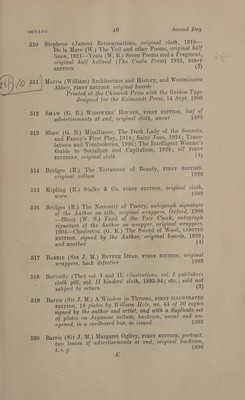 OCTAVO 49 Second Day
310 Stephens (James) Reincarnations, original cloth, 1918—
De la Mare (W.) The Veil and other Poems, original half
linen, 1921—Yeats (W. B.) Seven Poems and a Fragment,
original half holland (The Cuala Press) 1922, FIRST
EDITION (3)
311 Morris (William) Architecture and History, and Westminster
Abbey, FIRST EDITION, original boards
Printed at the Chiswick Press with the Golden Type
designed for the Kelmscott Press, 14 Sept. 1900
512 SHAW (G. B.) WIDOWERS' HOUSES, FIRST EDITION, leaf of
advertisements at end, original cloth, uncut 1893
513 Shaw (G. B.) Misalliance, The Dark Lady of the Sonnets,
and Fanny's First Play, 1914; Saint Joan, 1924; Trans-
lations and Tomfooleries, 1926; The Intelligent Woman's
Guide to Socialism and Capitalism, 1928; all FIRST
EDITIONS, original cloth (4)
314 Bridges (R.) The Testament of Beauty, FIRST EDITION,
original vellum 1929
315 Kipling (R.) Stalky & Co. FIRST EDITION, original cloth,
worn 1899
316 Bridges (R.) The Necessity of Poetry, autograph signature
of the Author on title, original wrappers, Oxford, 1918
—Blunt (W. S.) Fand of the Fair Cheek, autograph
signature of the Author on wrapper, original wrappers,
1904—Chesterton (G. K.) The Sword of Wood, LIMITED
EDITION, signed by the Author, original boards, 1928;
and another (4)
317 BARRIE (SIR J. M.) BETTER DEAD, FIRST EDITION, original
wrappers, back defective 1888
318 vol. I and II, illustrations, vol. I publishers
cloth gilt, vol. II binders' cloth, 1893-94; etc.; sold not
subject to return (3)
319 Barrie (Sir J. M.) A Window in Thrums, FIRST ILLUSTRATED
EDITION, 16 plates by William Hole, no. 44 of 50 copies
signed by the author and artist, and with a duplicate set
of plates on Japanese vellum, buckram, uncut and un-
opened, in a cardboard box, as issued 1892
320 Barrie (Sir J. M.) Margaret Ogilvy, FIRST EDITION, portrait,
two leaves of advertisements at end, original buckram,
t. e. g. 1896
E